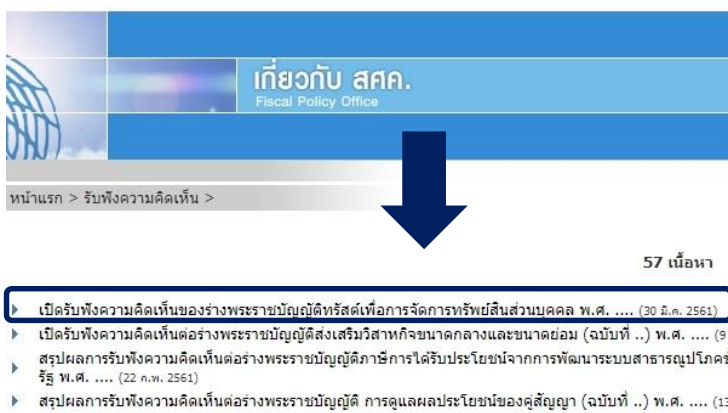 เกี่ยวกับ สศค.
Fiscal Policy Office
หน้าแรก > รับฟังความคิดเห็น >
57 เนื้อหา
เปิดรับฟังความคิดเห็นของร่างพระราชบัญญัติทรัสต์เพื่อการจัดการทรัพย์สินส่วนบุคคล พ.ศ. .... (30 มี.ค. 2561)
เปิดรับฟังความคิดเห็นต่อร่างพระราชบัญญัติส่งเสริมวิสาหกิจขนาดกลางและขนาดย่อม (ฉบับที่ ..) พ.ศ. .... (9
สรุปผลการรับฟังความคิดเห็นต่อร่างพระราชบัญญัติภาษีการได้รับประโยชน์จากการพัฒนาระบบสาธารณูปโภคข
รัฐ พ.ศ. .... (22 ก.พ. 2561)
สรุปผลการรับฟังความคิดเห็นต่อร่างพระราชบัญญัติ การดูแลผลประโยชน์ของคู่สัญญา (ฉบับที่ ..) พ.ศ. .... (13